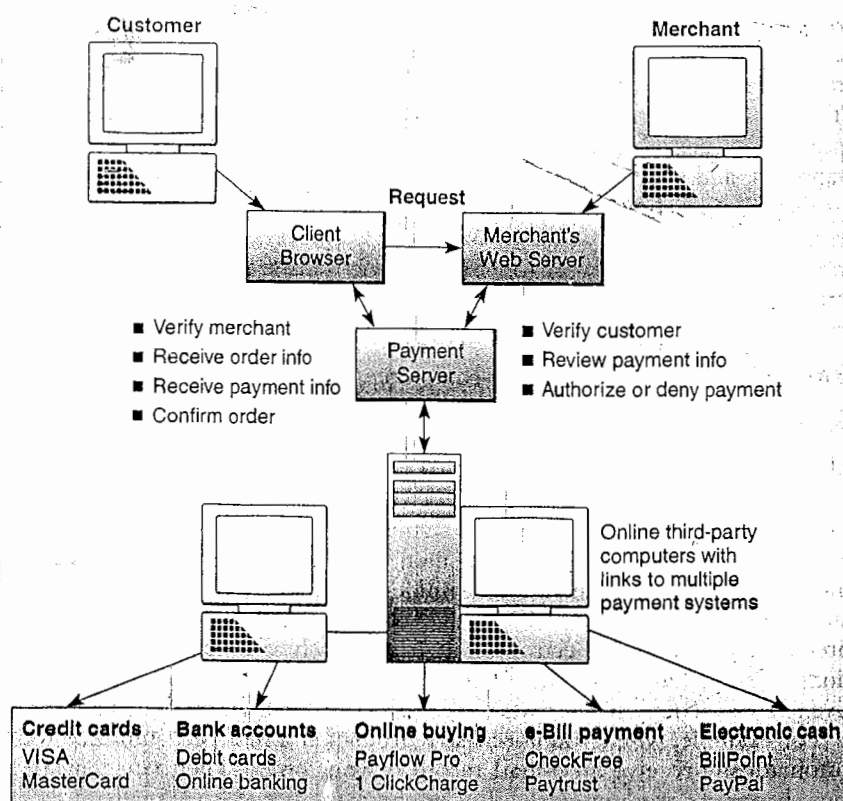 Customer
Merchant
Request
Client
Browser
Merchant's
Web Server
■ Verify merchant
■ Receive order info
■ Receive payment info
■ Confirm order
Payment
Server
■ Verify customer
■ Review payment info
■ Authorize or deny payment
Online third-party
computers with
links to multiple
payment systems
Credit cards
VISA
MasterCard
Bank accounts
Debit cards
Online banking
Online buying
Payflow Pro
1 ClickCharge
e-Bill payment
CheckFree
Paytrust
Electronic cash
BillPoint
PayPal